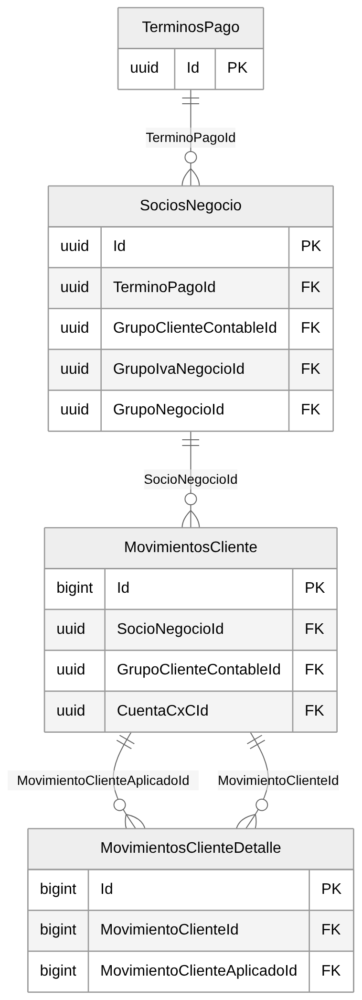 TerminosPago
uuid Id PK
TerminoPagoId
SociosNegocio
uuid Id PK
uuid TerminoPagoId FK
uuid GrupoClienteContableId FK
uuid GrupoIvaNegocioId FK
uuid GrupoNegocioId FK
SocioNegocioId
MovimientosCliente
bigint Id PK
uuid SocioNegocioId FK
uuid GrupoClienteContableId FK
uuid CuentaCxCId FK
MovimientoClienteAplicadoId MovimientoClienteId
MovimientosClienteDetalle
bigint Id PK
bigint MovimientoClienteId FK
bigint MovimientoClienteAplicadoId FK